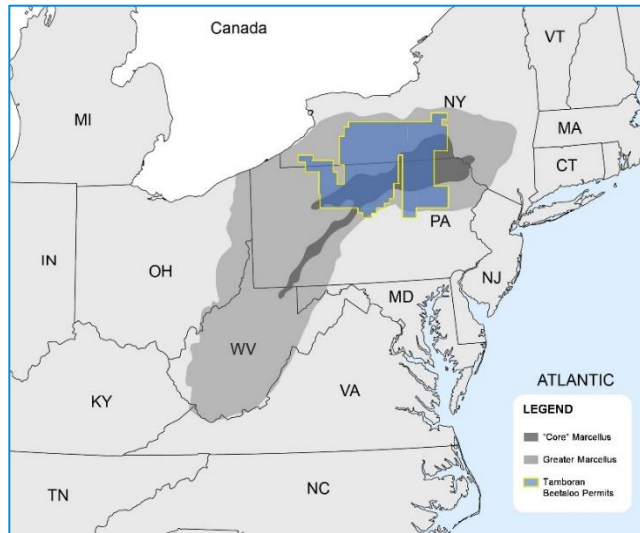 Canada
VT
NY
MI
MA
CT
PA
IN
OH
NJ
MD
WV
ATLANTIC
KY
VA
LEGEND
"Core" Marcellus
Greater Marcellus
Tamboran
Beetaloo Permits
TN
NC